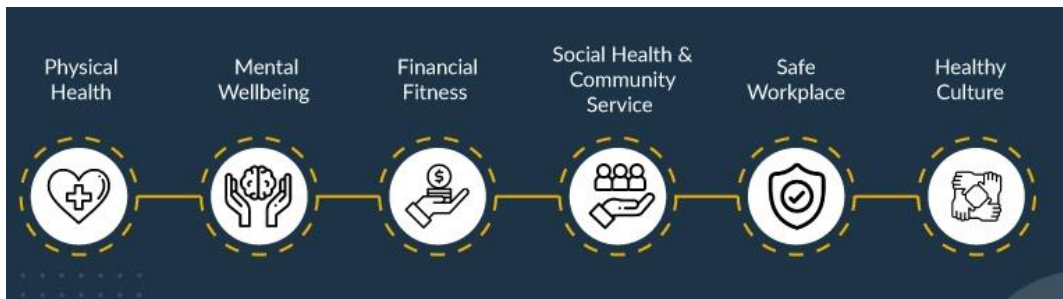 Physical
Health
Mental
Wellbeing
Financial
Fitness
Social Health &
Community
Service
Safe
Workplace
Healthy
Culture
$